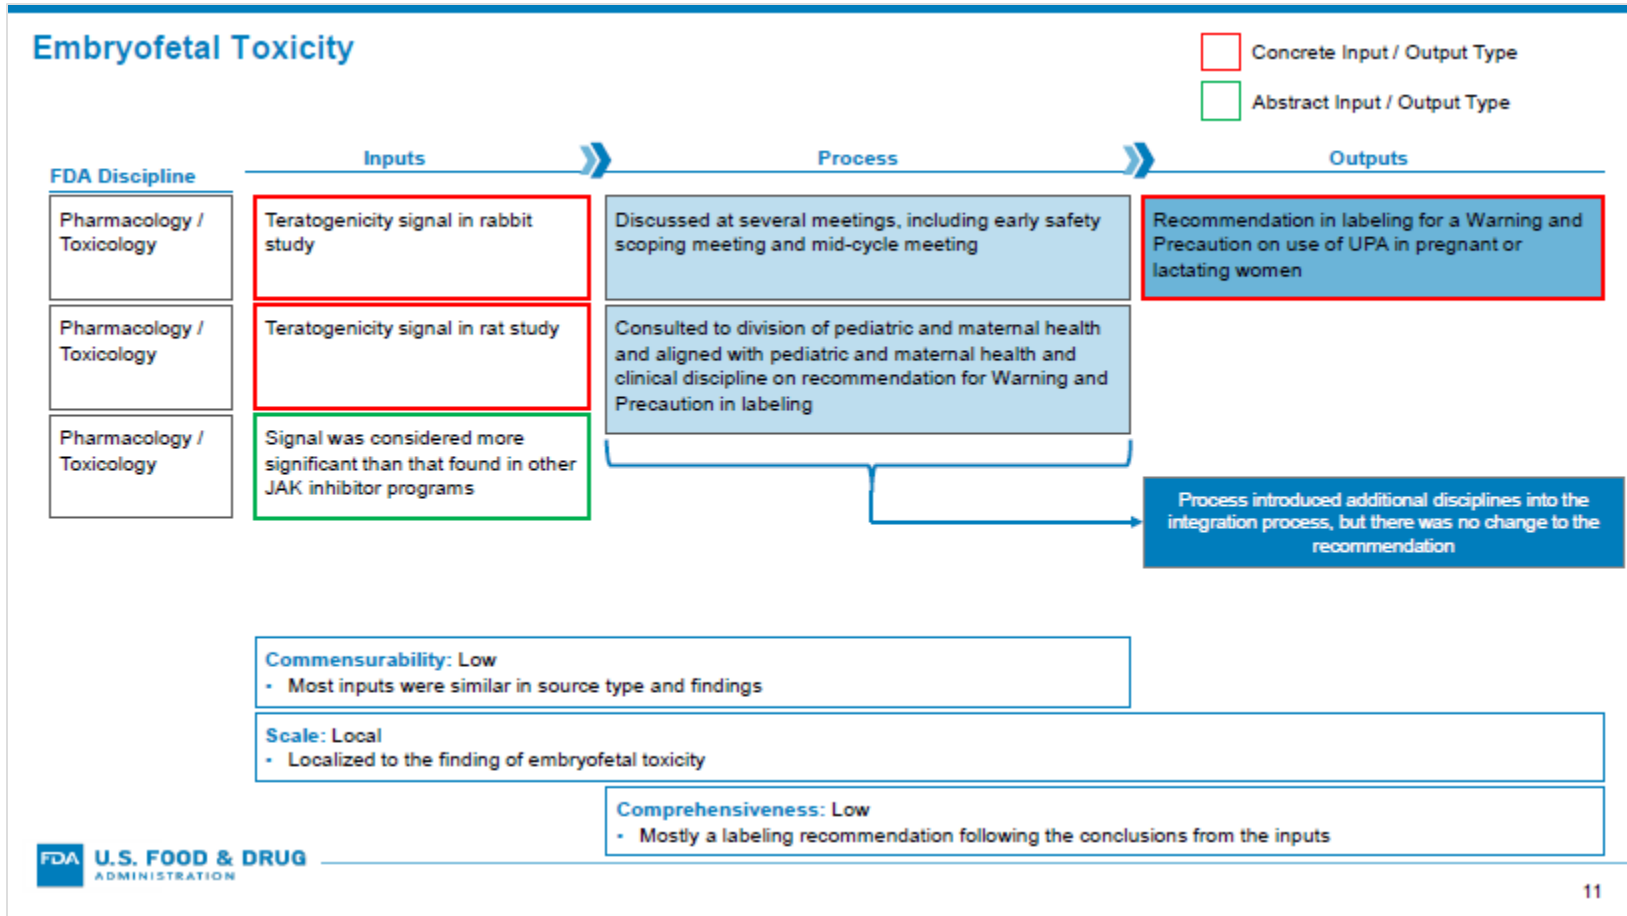 Embryofetal Toxicity
Concrete Input / Output Type
Abstract Input / Output Type
FDA Discipline
Inputs
Process
Outputs
Pharmacology /
Toxicology
Teratogenicity signal in rabbit
study
Discussed at several meetings, including early safety
scoping meeting and mid-cycle meeting
Recommendation in labeling for a Warning and
Precaution on use of UPA in pregnant or
lactating women
Pharmacology /
Toxicology
Teratogenicity signal in rat study
Consulted to division of pediatric and maternal health
and aligned with pediatric and maternal health and
clinical discipline on recommendation for Warning and
Precaution in labeling
Pharmacology /
Toxicology
Signal was considered more
significant than that found in other
JAK inhibitor programs
Process introduced additional disciplines into the
integration process, but there was no change to the
recommendation
Commensurability: Low
• Most inputs were similar in source type and findings
Scale: Local
• Localized to the finding of embryofetal toxicity
Comprehensiveness: Low
• Mostly a labeling recommendation following the conclusions from the inputs
FDA U.S. FOOD & DRUG
ADMINISTRATION
11